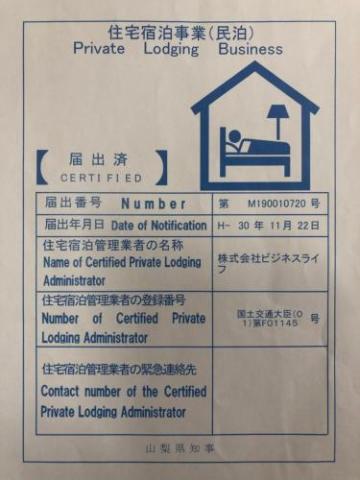 住宅宿泊事業(民泊)
Private Lodging Business
【届出済】
CERTIFIED
届出番号 Number 第 M190010720 号
届出年月日 Date of Notification H- 30 年 11 月 22 日
住宅宿泊管理業者の名称
Name of Certified Private Lodging
Administrator
株式会社ビジネスライ
フ
住宅宿泊管理業者の登録番号
Number of Certified Private
Lodging Administrator
国土交通大臣(0
1)第F01145 号
住宅宿泊管理業者の緊急連絡先
Contact number of the Certified
Private Lodging Administrator
山梨県知事